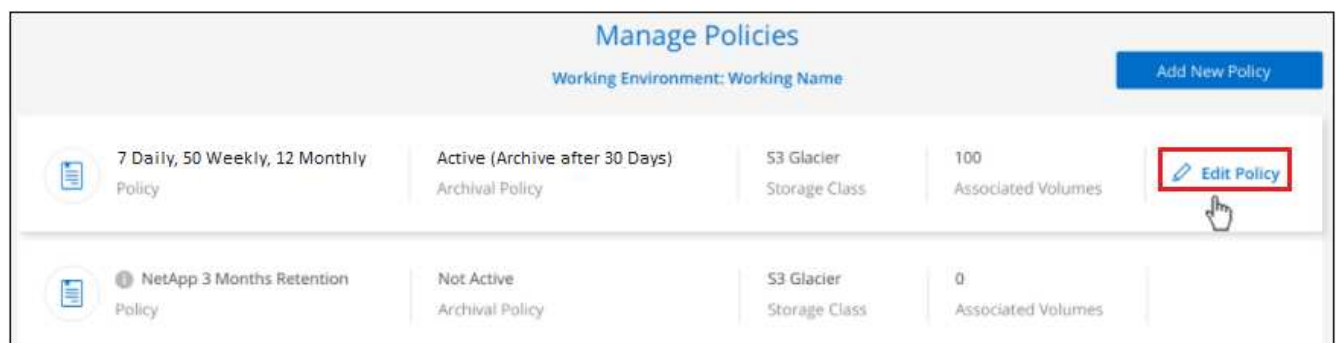 Manage Policies
Working Environment: Working Name
Add New Policy
7 Daily, 50 Weekly, 12 Monthly
Policy
Active (Archive after 30 Days)
Archival Policy
S3 Glacier
Storage Class
100
Associated Volumes
Edit Policy
NetApp 3 Months Retention
Policy
Not Active
Archival Policy
S3 Glacier
Storage Class
0
Associated Volumes